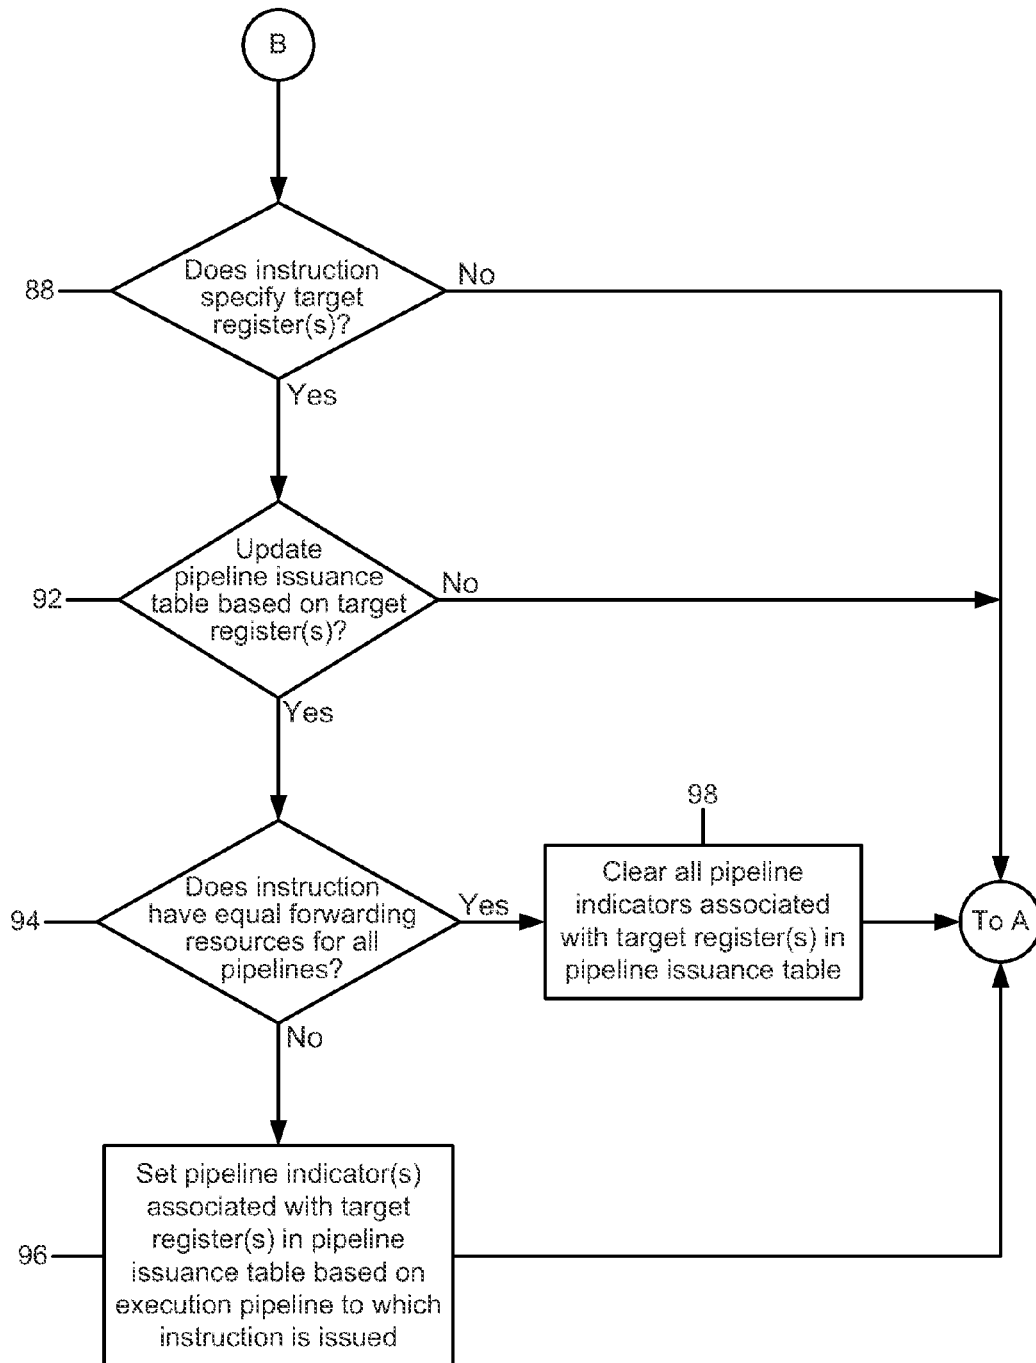 B
Does instruction
specify target
register(s)?
88
No
Yes
Update
pipeline issuance
table based on target
register(s)?
92
No
Yes
98
Does instruction
have equal forwarding
resources for all
pipelines?
94
Yes
Clear all pipeline
indicators associated
with target register(s) in
pipeline issuance table
To A
No
Set pipeline indicator(s)
associated with target
register(s) in pipeline
issuance table based on
execution pipeline to which
instruction is issued
96